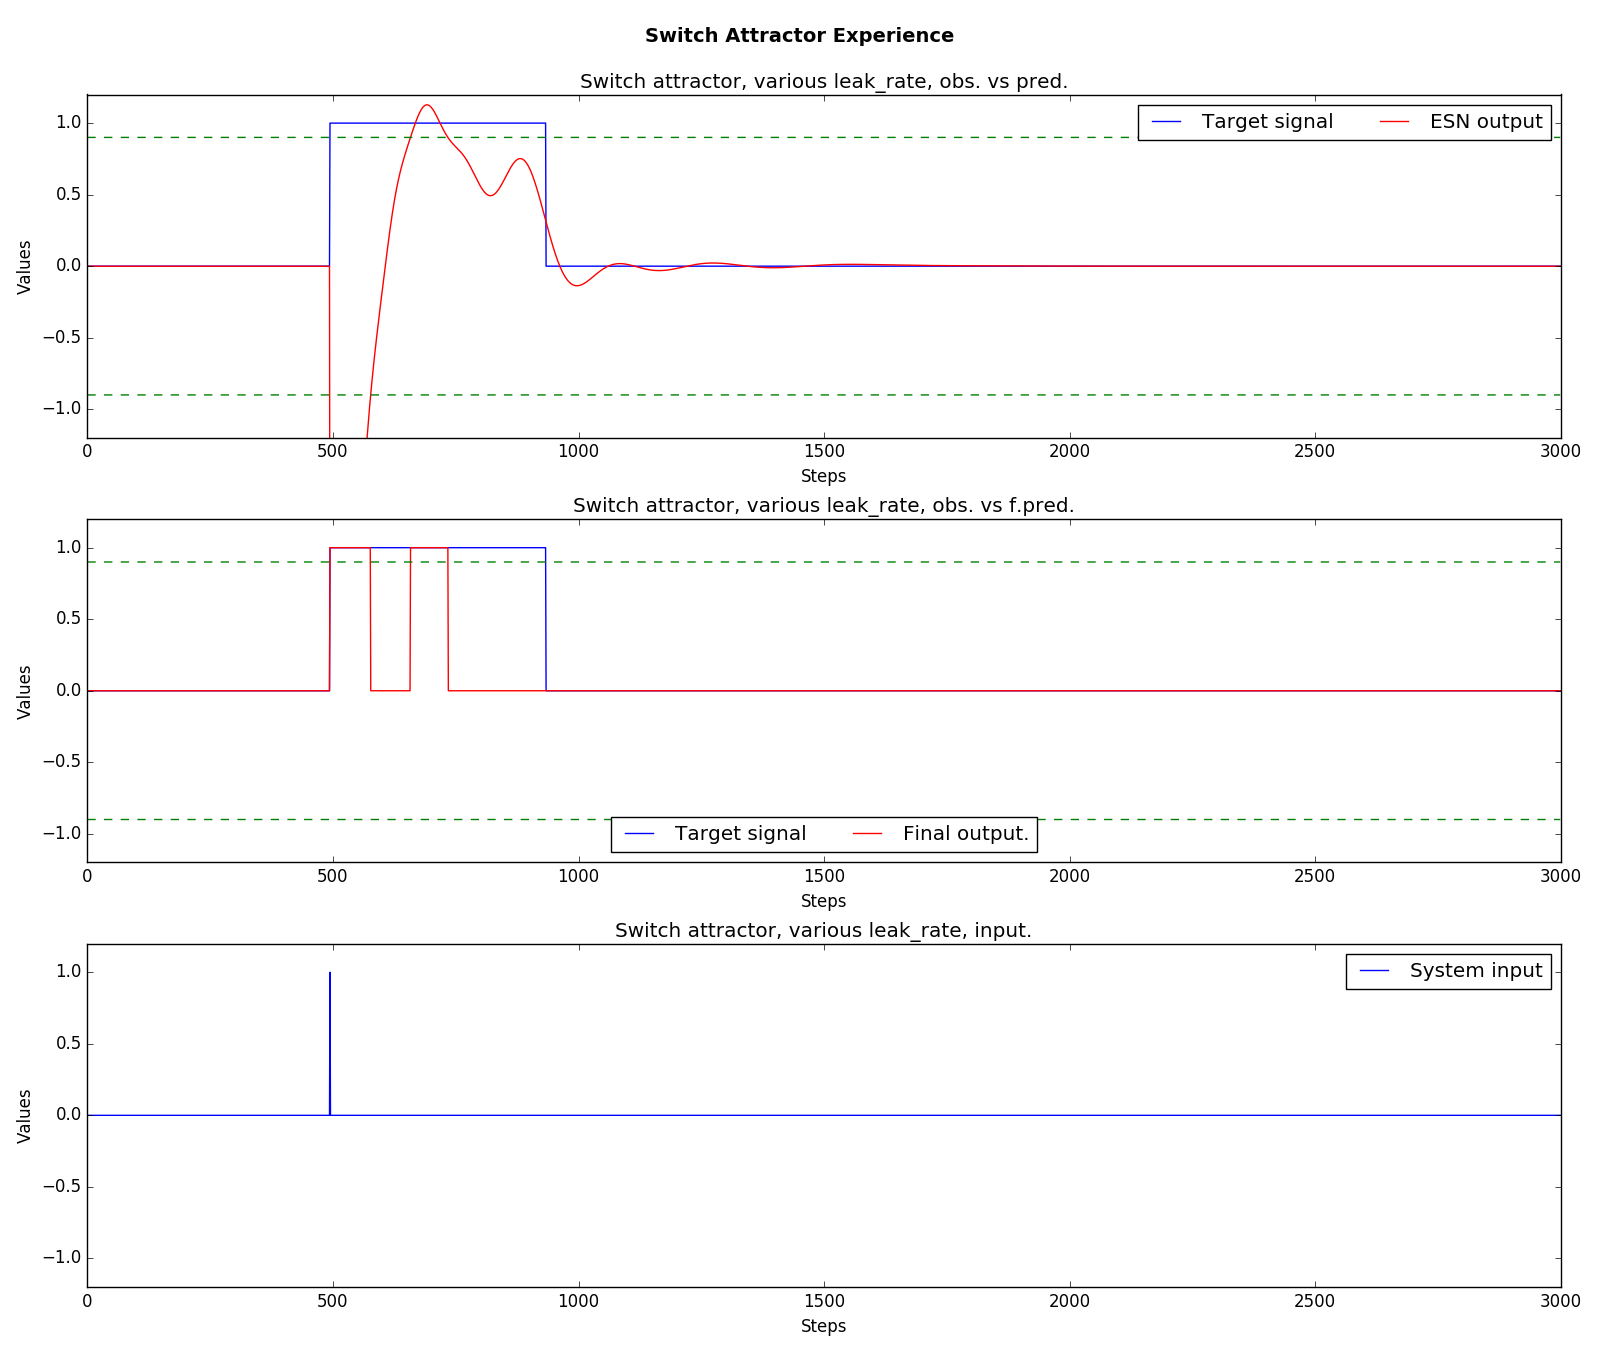 Switch Attractor Experience
Switch attractor, various leak_rate, obs. vs pred.
Target signal ESN output
1.0
0.5
0.0
−0.5
−1.0
Values
0 500 1000 1500 2000 2500 3000
Steps
Switch attractor, various leak_rate, obs. vs f.pred.
1.0
0.5
0.0
−0.5
−1.0
Values
Target signal Final output.
0 500 1000 1500 2000 2500 3000
Steps
Switch attractor, various leak_rate, input.
System input
1.0
0.5
0.0
−0.5
−1.0
Values
0 500 1000 1500 2000 2500 3000
Steps